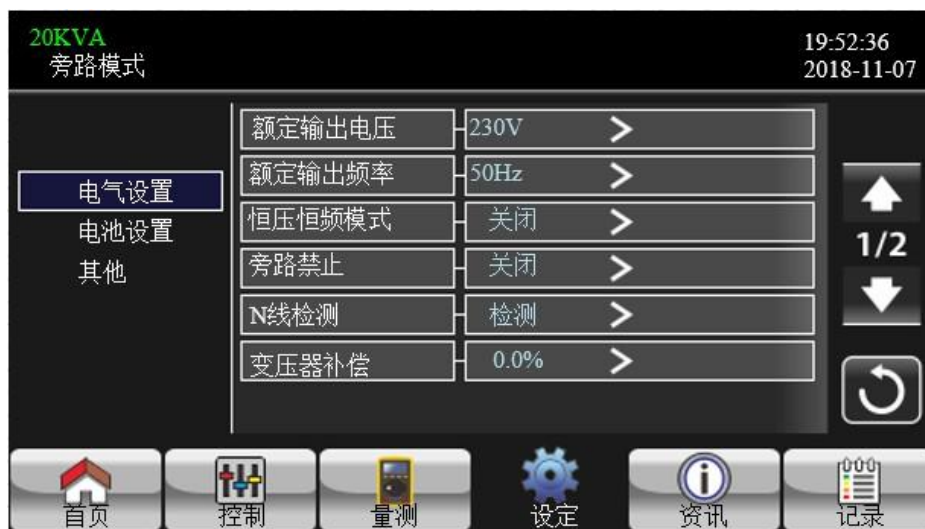 20KVA
旁路模式
19:52:36
2018-11-07
电气设置
电池设置
其他
额定输出电压 230V
额定输出频率 50Hz
恒压恒频模式 关闭
旁路禁止 关闭
N线检测 检测
变压器补偿 0.0%
1/2
首页 控制 量测 设定 资讯 记录